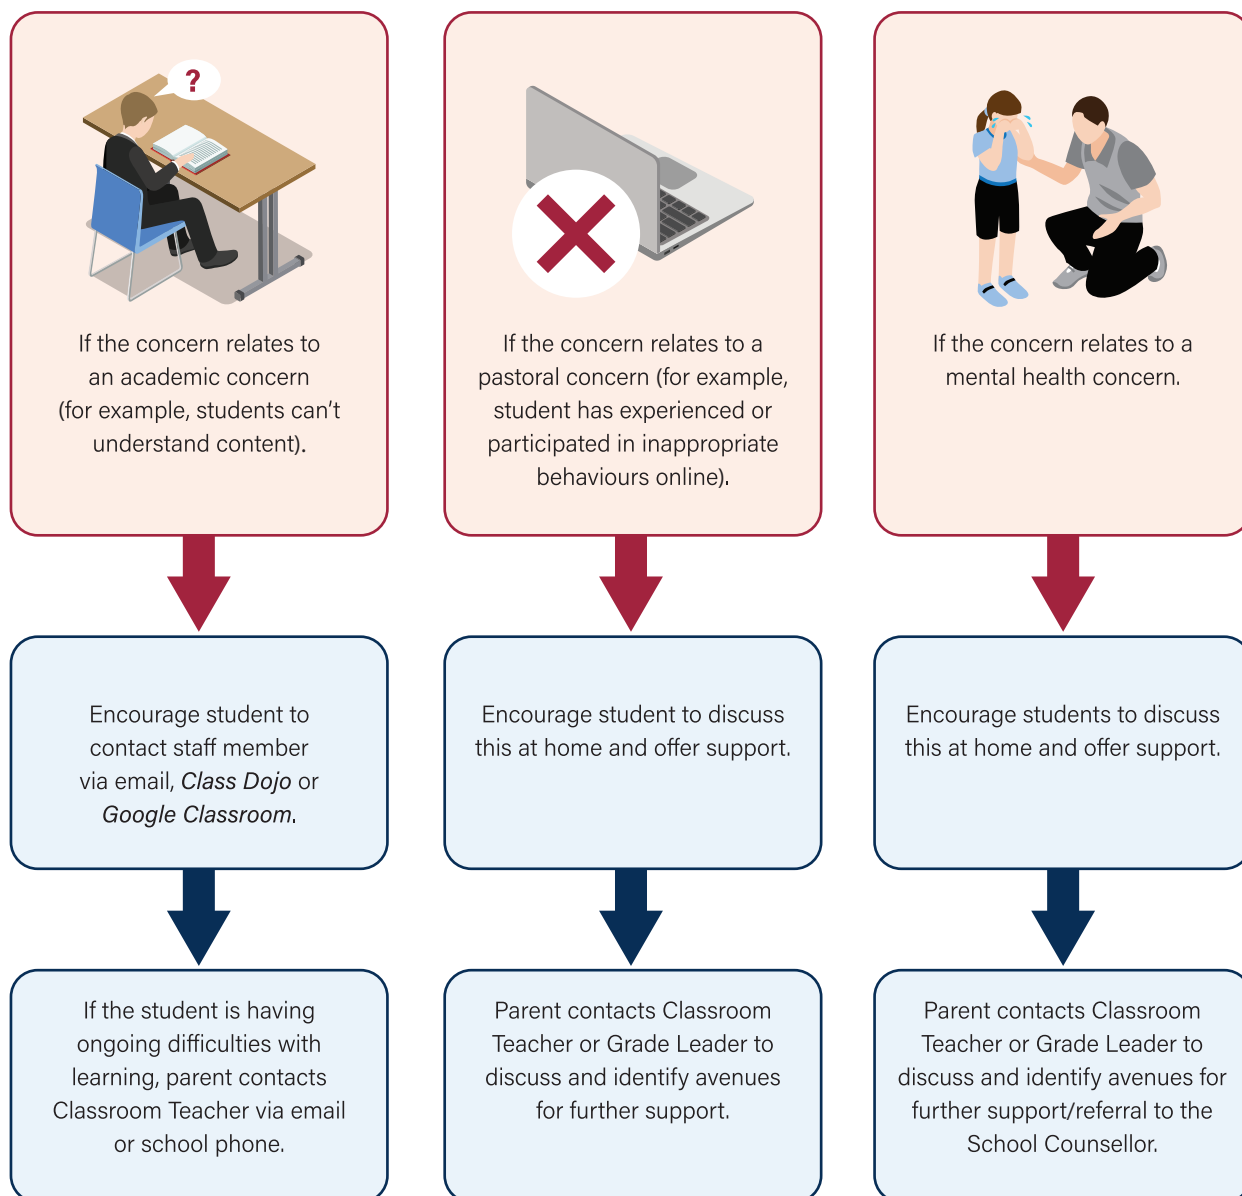 ?
If the concern relates to
an academic concern
(for example, students can't
understand content).
If the concern relates to a
pastoral concern (for example,
student has experienced or
participated in inappropriate
behaviours online).
If the concern relates to a
mental health concern.
Encourage student to
contact staff member
via email, Class Dojo or
Google Classroom.
Encourage student to discuss
this at home and offer support.
Encourage students to discuss
this at home and offer support.
If the student is having
ongoing difficulties with
learning, parent contacts
Classroom Teacher via email
or school phone.
Parent contacts Classroom
Teacher or Grade Leader to
discuss and identify avenues
for further support.
Parent contacts Classroom
Teacher or Grade Leader to
discuss and identify avenues for
further support/referral to the
School Counsellor.